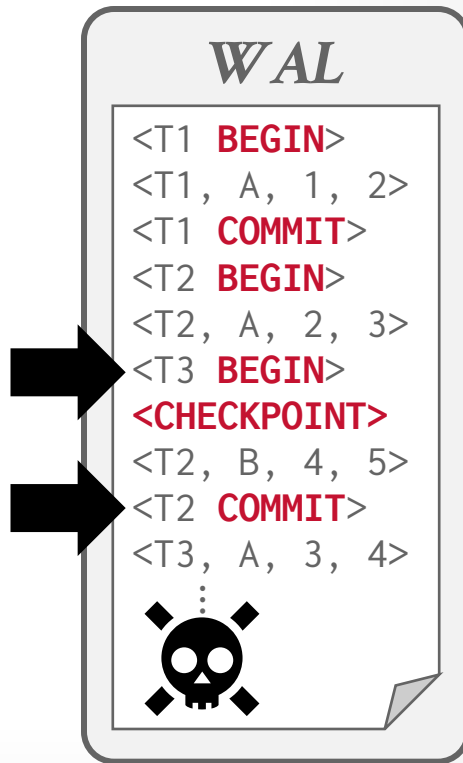 WAL
<T1 BEGIN>
<T1, A, 1, 2>
<T1 COMMIT>
<T2 BEGIN>
<T2, A, 2, 3>
<T3 BEGIN>
<CHECKPOINT>
<T2, B, 4, 5>
<T2 COMMIT>
<T3, A, 3, 4>
⋮